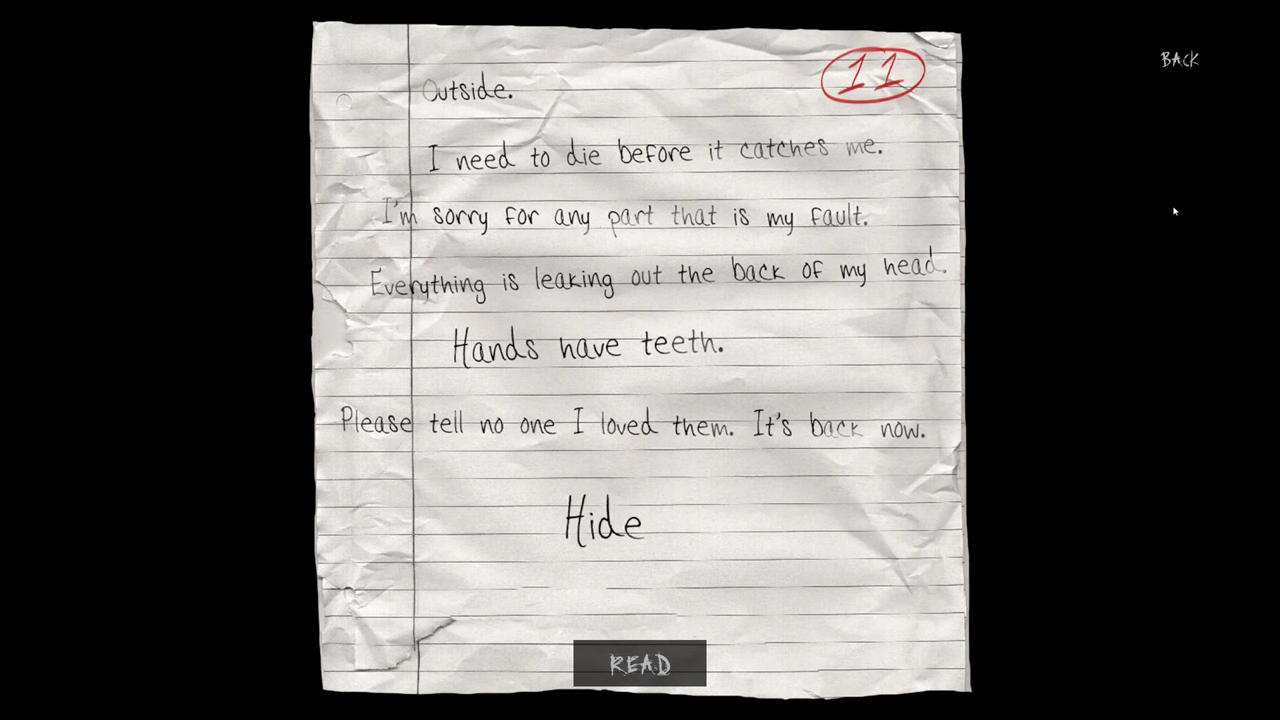 11
BACK
Outside.
I need to die before it catches me.
I'm sorry for any part that is my fault.
Everything is leaking out the back of my head.
Hands have teeth.
Please tell no one I loved them. It's back now.
Hide
READ